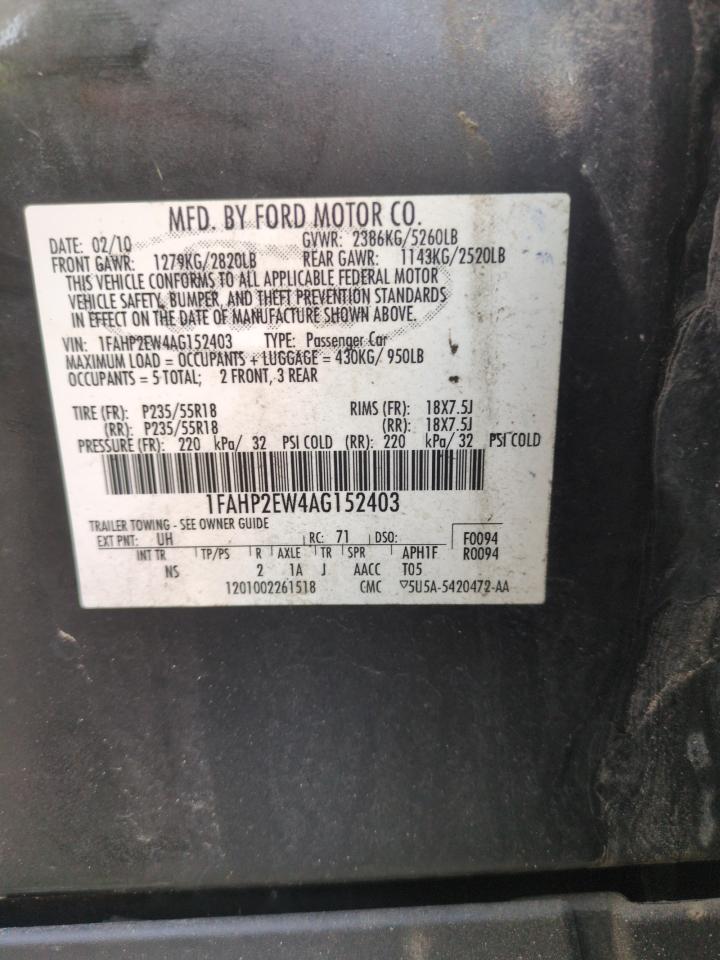 MFD. BY FORD MOTOR CO.
DATE: 02/10 GVWR: 2386KG/5260LB
FRONT GAWR: 1279KG/2820LB REAR GAWR: 1143KG/2520LB
THIS VEHICLE CONFORMS TO ALL APPLICABLE FEDERAL MOTOR
VEHICLE SAFETY, BUMPER, AND THEFT PREVENTION STANDARDS
IN EFFECT ON THE DATE OF MANUFACTURE SHOWN ABOVE.
VIN: 1FAHP2EW4AG152403 TYPE: Passenger Car
MAXIMUM LOAD = OCCUPANTS + LUGGAGE = 430KG/ 950LB
OCCUPANTS = 5 TOTAL; 2 FRONT, 3 REAR
TIRE (FR): P235/55R18 RIMS (FR): 18X7.5J
(RR): P235/55R18 (RR): 18X7.5J
PRESSURE (FR): 220 kPa/ 32 PSI COLD (RR): 220 kPa/ 32 PSI COLD
1FAHP2EW4AG152403
TRAILER TOWING - SEE OWNER GUIDE
EXT PNT: UH RC: 71 DSO: F0094
INT TR TP/PS R AXLE TR SPR APH1F R0094
NS 2 1A J AACC T05
1201002261518 CMC ▽5U5A-5420472-AA